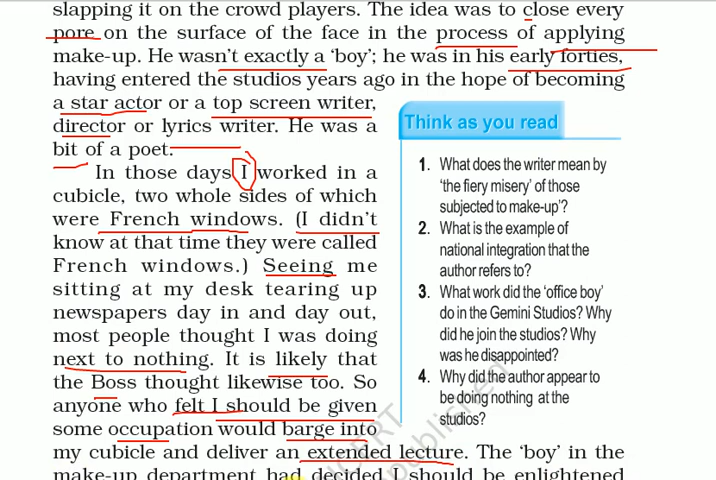 slapping it on the crowd players. The idea was to close every
pore on the surface of the face in the process of applying
make-up. He wasn't exactly a 'boy'; he was in his early forties,
having entered the studios years ago in the hope of becoming
a star actor or a top screen writer,
director or lyrics writer. He was a
bit of a poet.
In those days I worked in a
cubicle, two whole sides of which
were French windows. (I didn't
know at that time they were called
French windows.) Seeing me
sitting at my desk tearing up
newspapers day in and day out,
most people thought I was doing
next to nothing. It is likely that
the Boss thought likewise too. So
anyone who felt I should be given
some occupation would barge into
my cubicle and deliver an extended lecture. The 'boy' in the
make-up department had decided I should be enlightened
Think as you read
1. What does the writer mean by
'the fiery misery' of those
subjected to make-up'?
2. What is the example of
national integration that the
author refers to?
3. What work did the 'office boy'
do in the Gemini Studios? Why
did he join the studios? Why
was he disappointed?
4. Why did the author appear to
be doing nothing at the
studios?
NCERT
republished